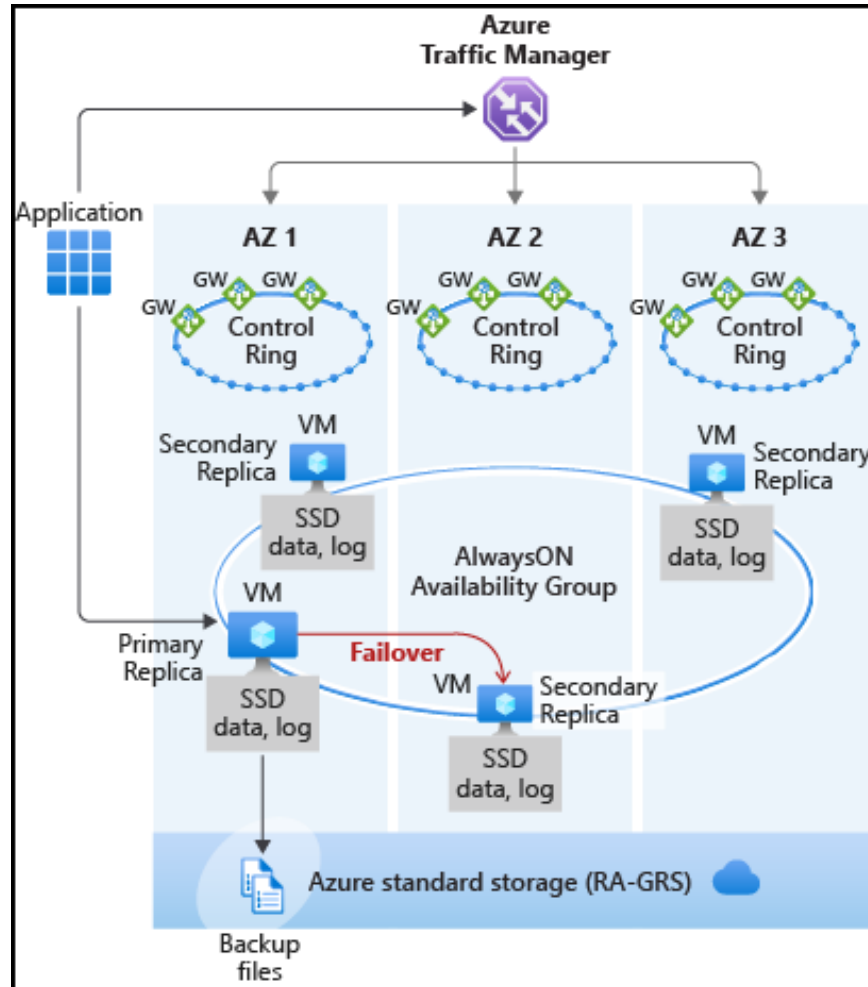 Azure
Traffic Manager
Application
AZ 1
AZ 2
AZ 3
GW
GW
GW
Control
Ring
GW
GW
GW
Control
Ring
GW
GW
GW
Control
Ring
VM
Secondary
Replica
SSD
data, log
VM
Secondary
Replica
SSD
data, log
AlwaysON
Availability Group
VM
Primary
Replica
SSD
data, log
Failover
VM
Secondary
Replica
SSD
data, log
Azure standard storage (RA-GRS)
Backup
files